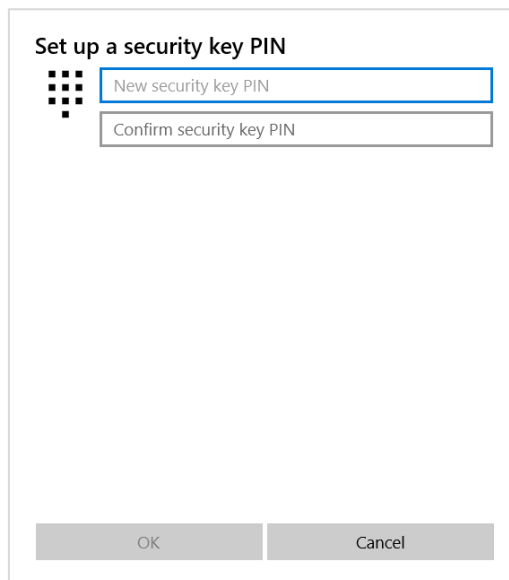 Set up a security key PIN
New security key PIN
Confirm security key PIN
OK
Cancel